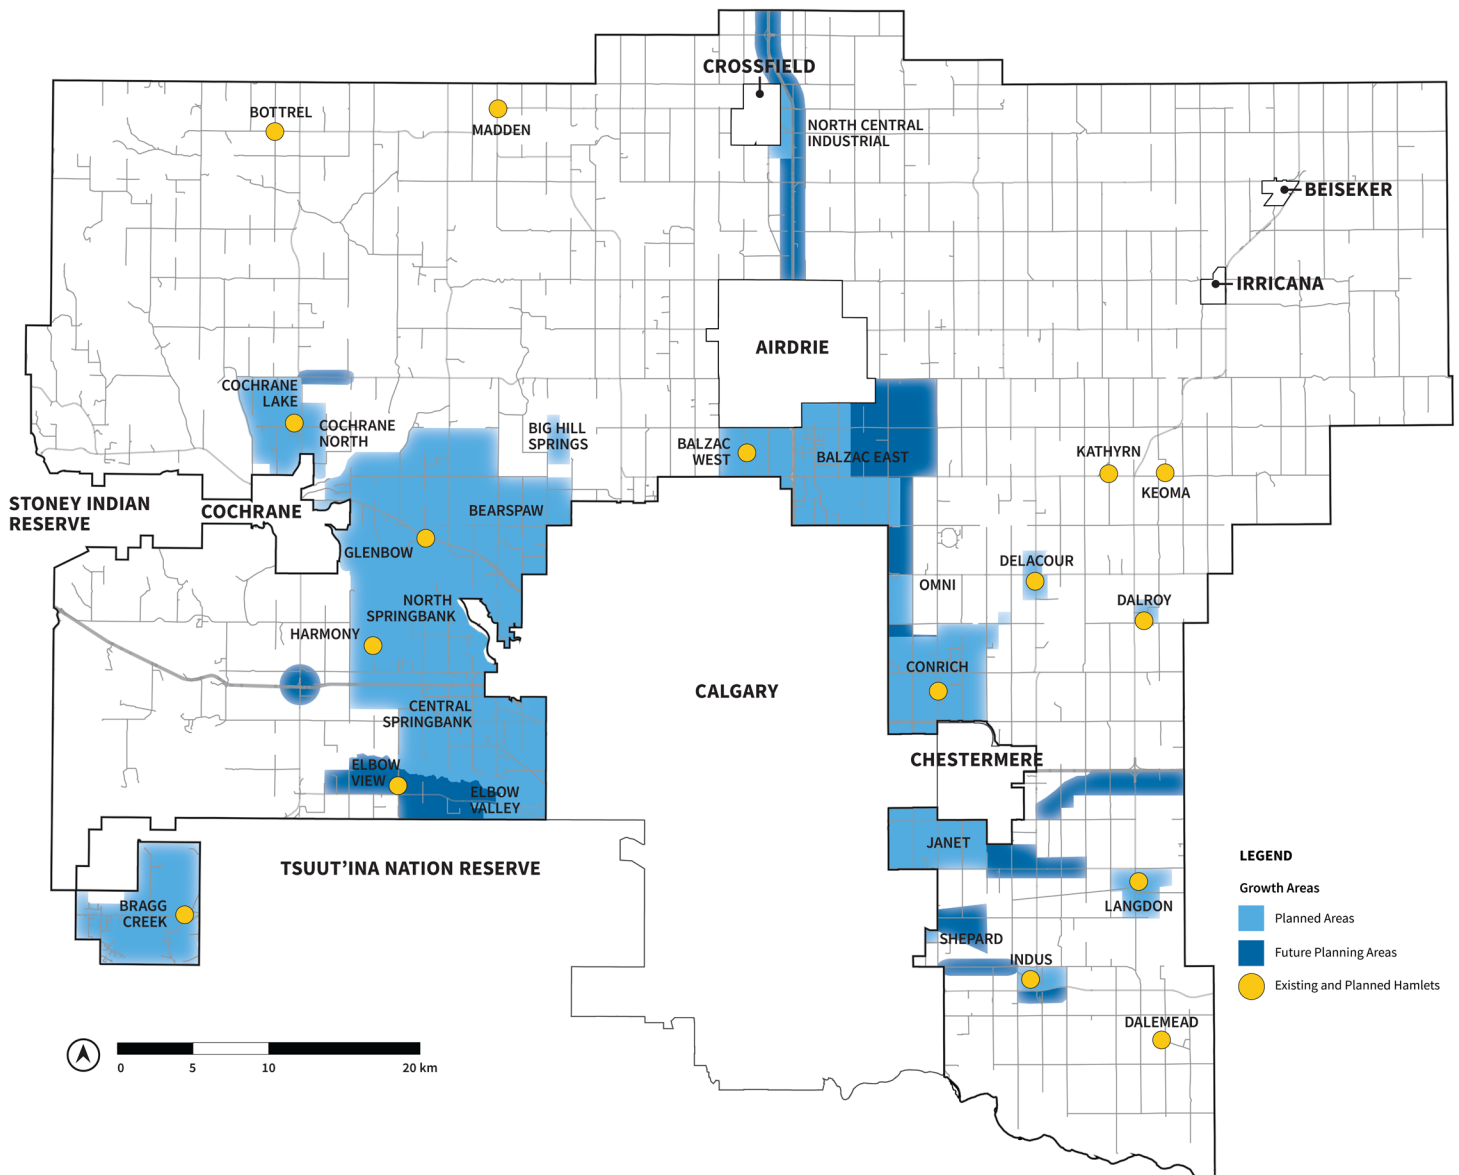 CROSSFIELD
BOTTREL
MADDEN
NORTH CENTRAL
INDUSTRIAL
BEISEKER
IRRICANA
AIRDRIE
COCHRANE
LAKE
COCHRANE
NORTH
BIG HILL
SPRINGS
BALZAC
WEST
BALZAC EAST
KATHYRN
KEOMA
STONEY INDIAN
RESERVE
COCHRANE
BEARSPAW
GLENBOW
DELACOUR
OMNI
DALROY
NORTH
SPRINGBANK
HARMONY
CONRICH
CALGARY
CENTRAL
SPRINGBANK
CHESTERMERE
ELBOW
VIEW
ELBOW
VALLEY
JANET
TSUUT’INA NATION RESERVE
BRAGG
CREEK
LANGDON
SHEPARD
INDUS
DALEMEAD
LEGEND
Growth Areas
Planned Areas
Future Planning Areas
Existing and Planned Hamlets
0 5 10 20 km